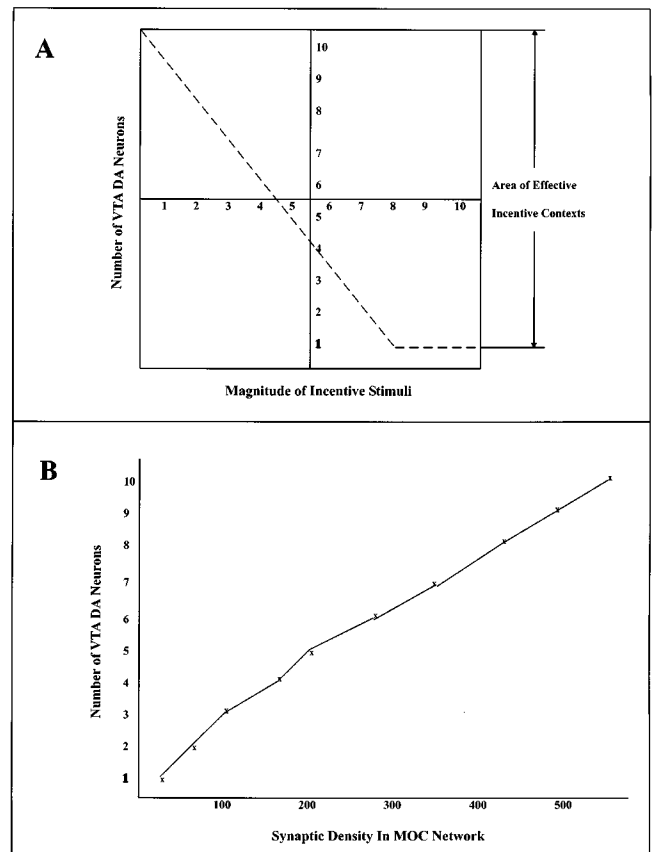 A
Number of VTA DA Neurons
10
9
8
7
6
1 2 3 4 5 6 7 8 9 10
5
4
3
2
1
Area of Effective
Incentive Contexts
Magnitude of Incentive Stimuli
B
Number of VTA DA Neurons
10
9
8
7
6
5
4
3
2
1
100 200 300 400 500
Synaptic Density In MOC Network